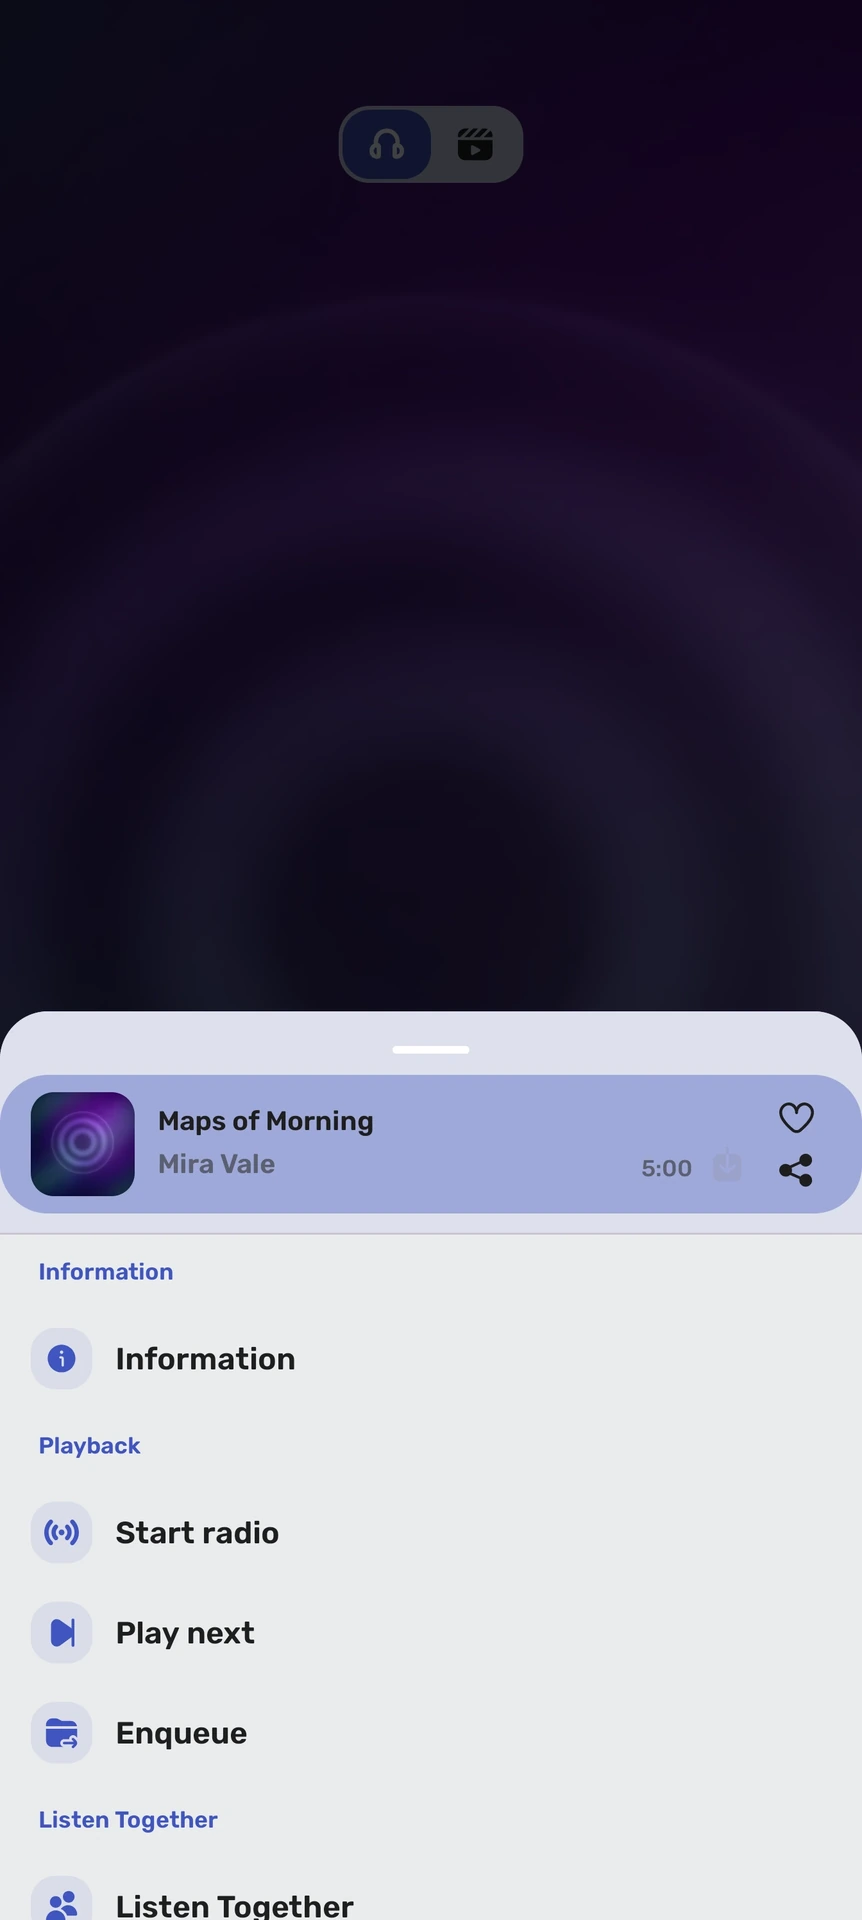 Maps of Morning
Mira Vale
5:00
Information
Information
Playback
Start radio
Play next
Enqueue
Listen Together
Listen Together